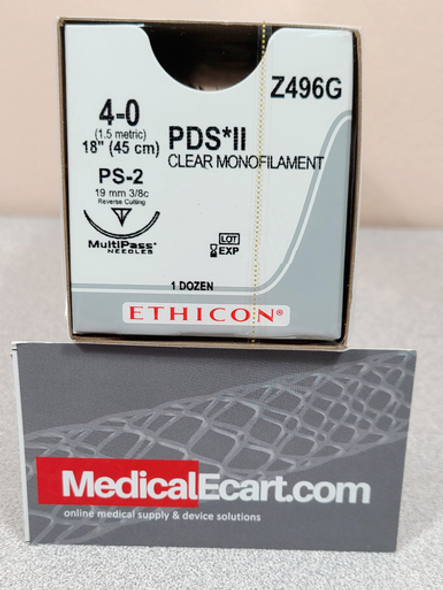 Z496G
4-0
(1.5 metric)
18" (45 cm)
PDS*II
CLEAR MONOFILAMENT
PS-2
19 mm 3/8c
Reverse Cutting
MultiPass®
NEEDLES
LOT
EXP
1 DOZEN
ETHICON®
MedicalEcart.com
online medical supply & device solutions